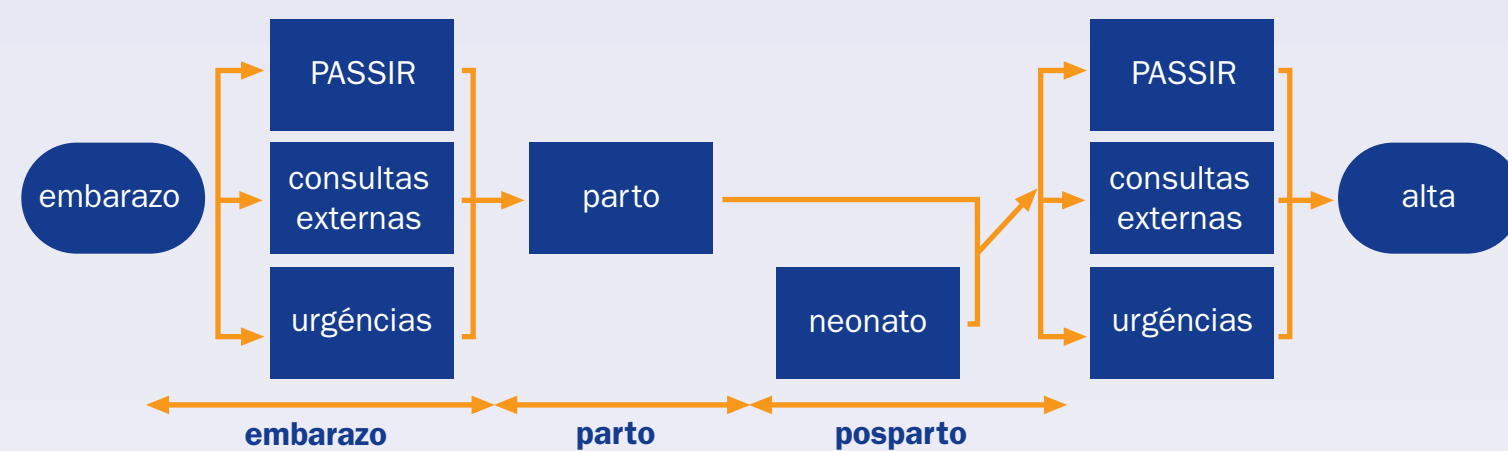 embarazo
PASSIR
consultas
externas
urgéncias
parto
neonato
PASSIR
consultas
externas
urgéncias
alta
embarazo
parto
posparto